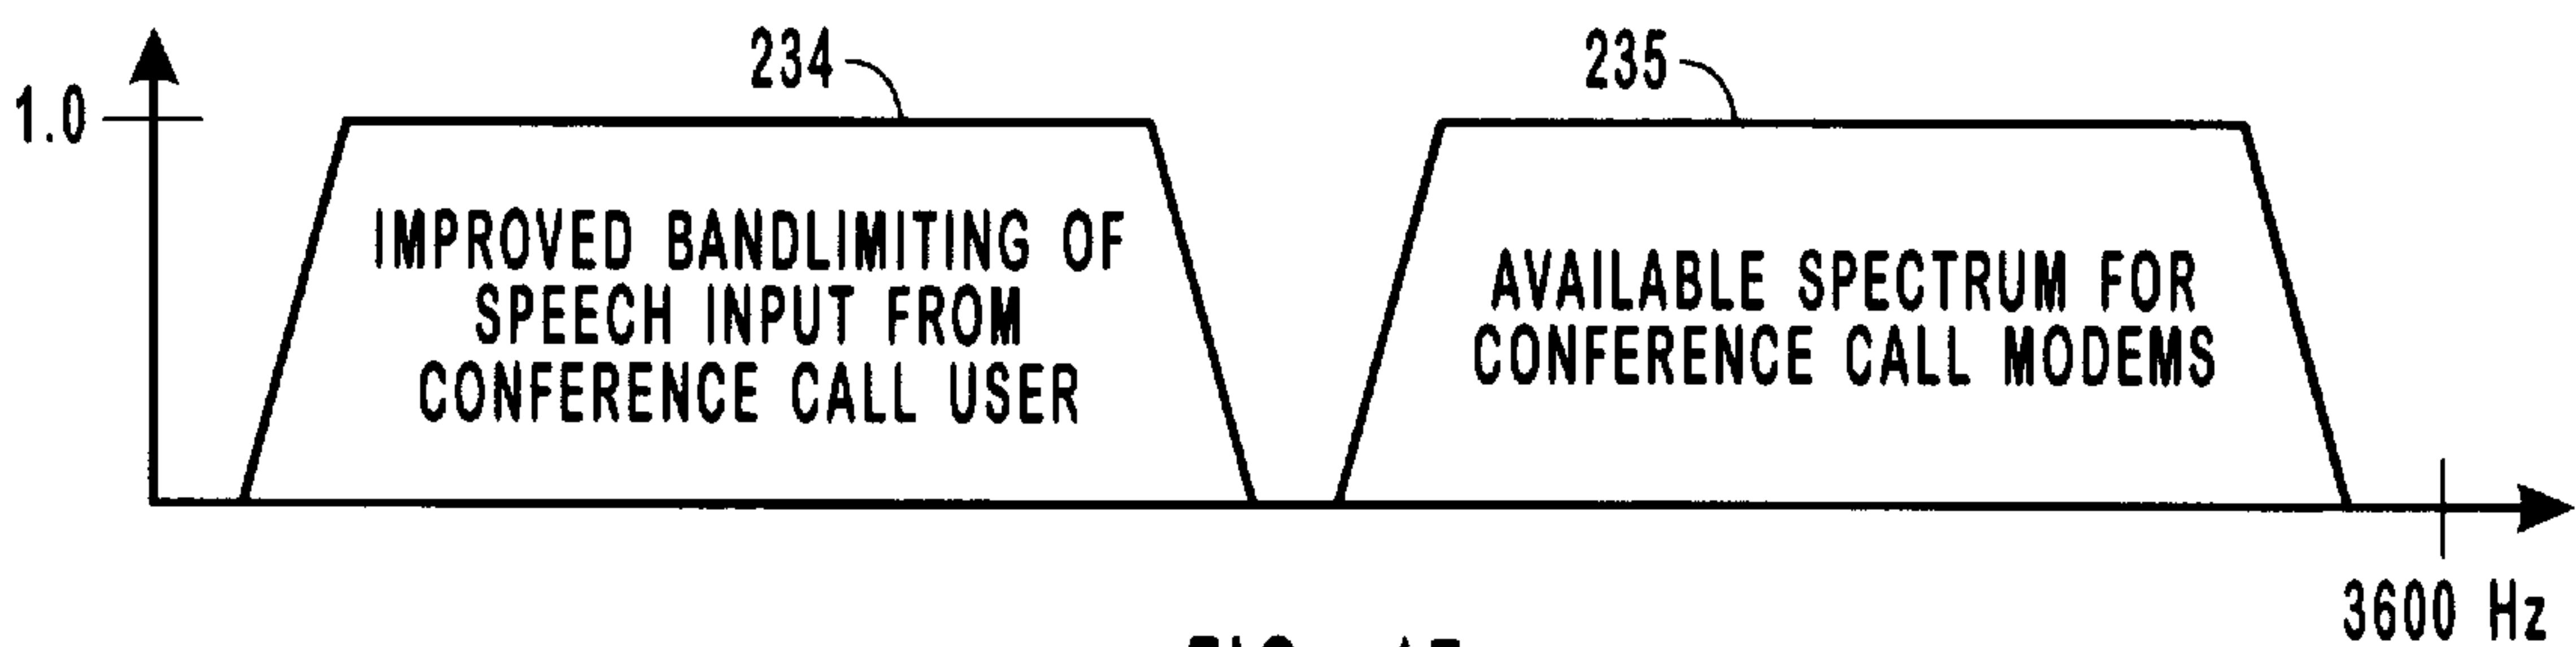 234
235
1.0
IMPROVED BANDLIMITING OF
SPEECH INPUT FROM
CONFERENCE CALL USER
AVAILABLE SPECTRUM FOR
CONFERENCE CALL MODEMS
3600 Hz